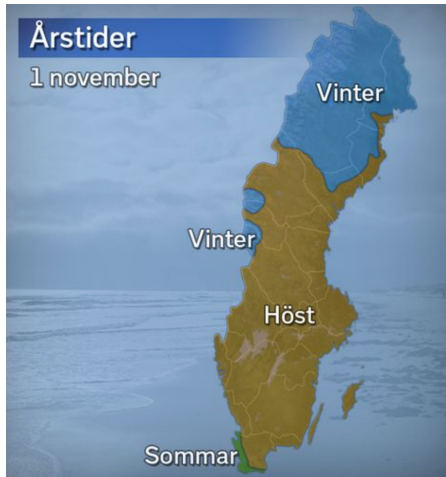 Årstider
1 november
Vinter
Vinter
Höst
Sommar